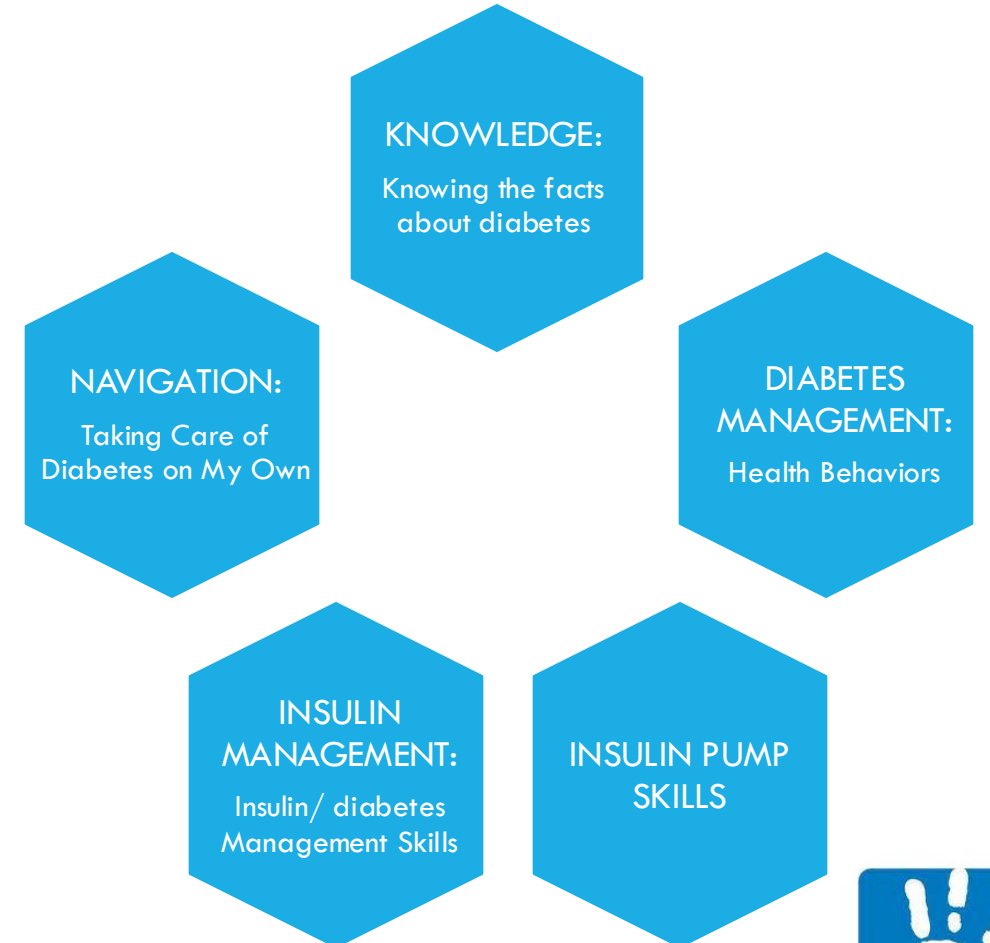 KNOWLEDGE:
Knowing the facts
about diabetes
NAVIGATION:
Taking Care of
Diabetes on My Own
DIABETES
MANAGEMENT:
Health Behaviors
INSULIN
MANAGEMENT:
Insulin/ diabetes
Management Skills
INSULIN PUMP
SKILLS